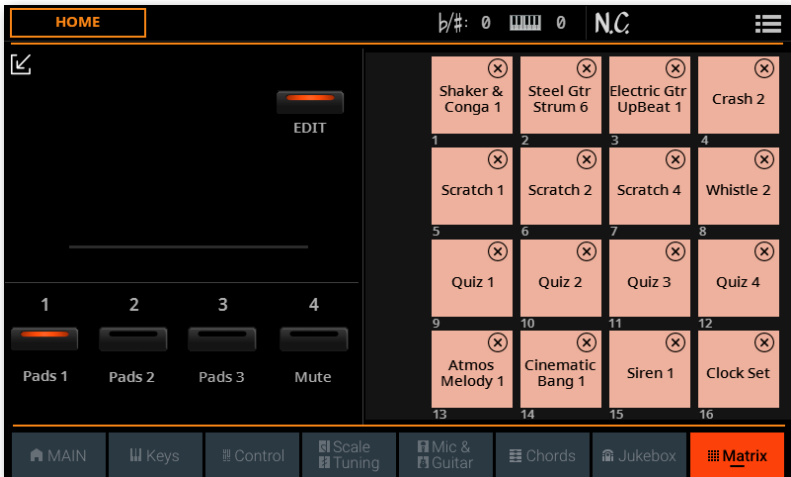 HOME
b/#: 0
0
N.C.
EDIT
1
2
3
4
Pads 1
Pads 2
Pads 3
Mute
Shaker &
Conga 1
Steel Gtr
Strum 6
Electric Gtr
UpBeat 1
Crash 2
1
2
3
4
Scratch 1
Scratch 2
Scratch 4
Whistle 2
5
6
7
8
Quiz 1
Quiz 2
Quiz 3
Quiz 4
9
10
11
12
Atmos
Melody 1
Cinematic
Bang 1
Siren 1
Clock Set
13
14
15
16
MAIN
Keys
Control
Scale
Tuning
Mic &
Guitar
Chords
Jukebox
Matrix